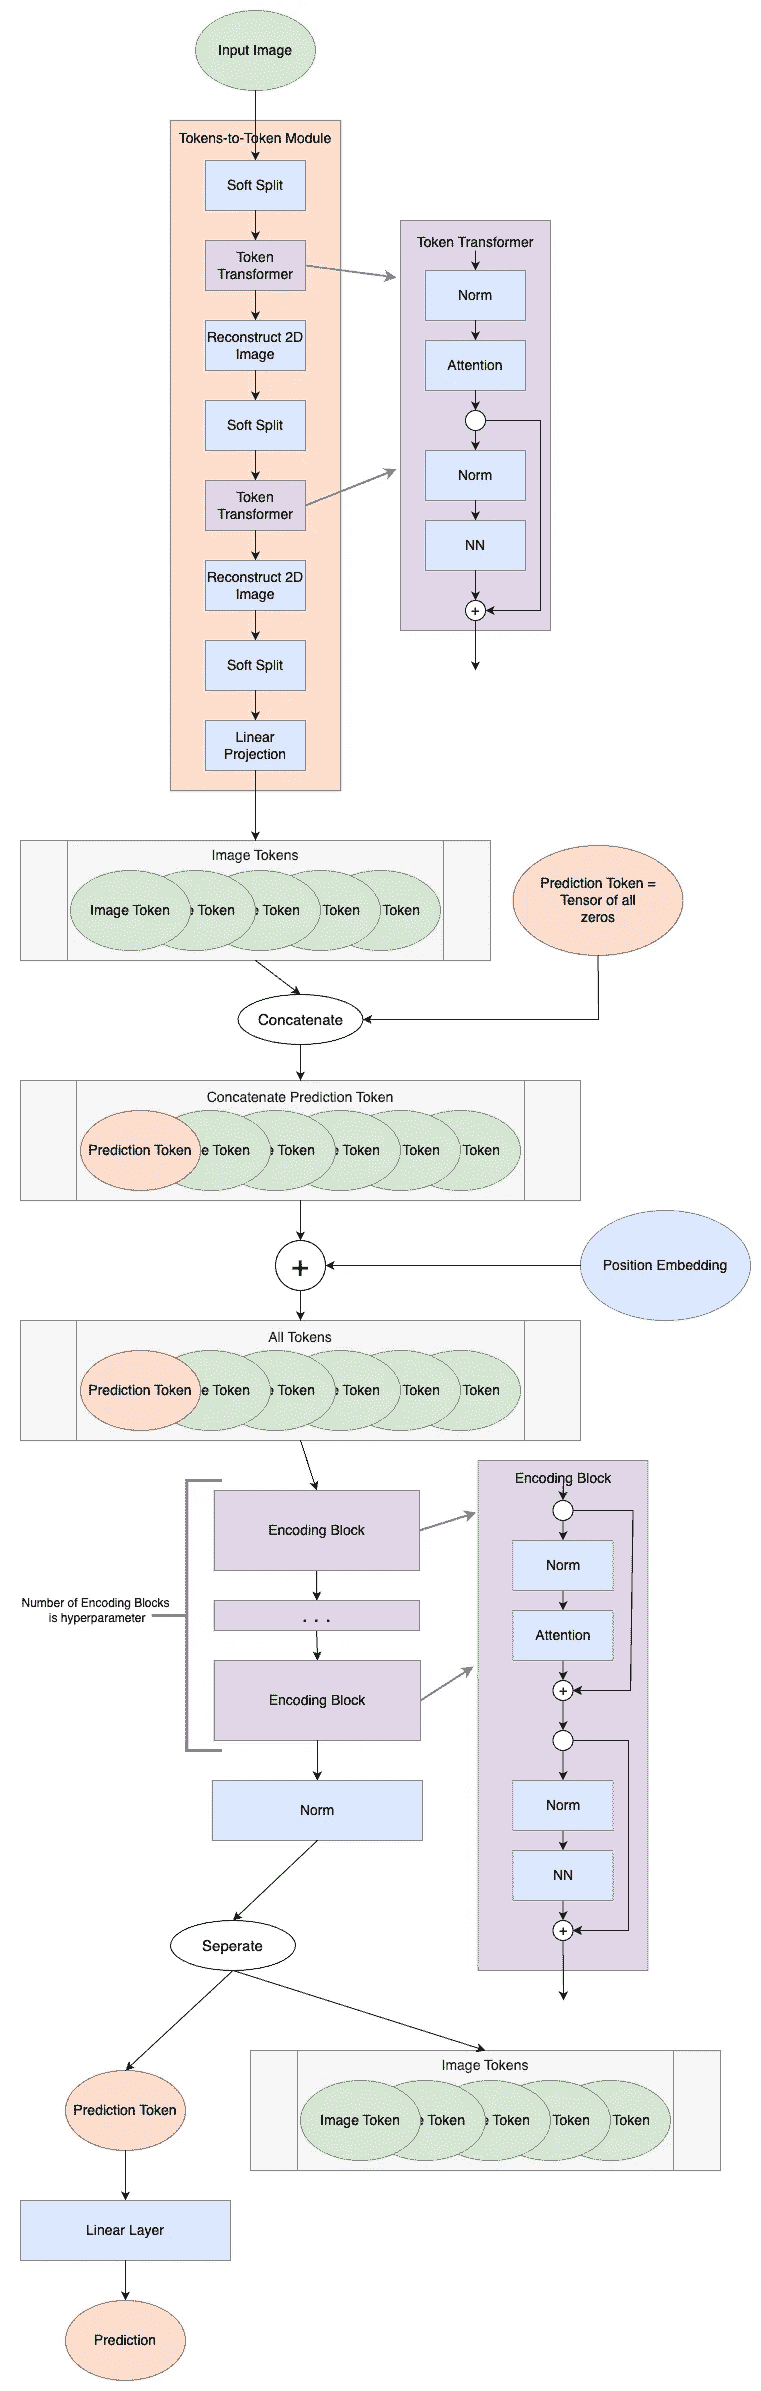 Input Image
Tokens-to-Token Module
Soft Split
Token
Transformer
Reconstruct 2D
Image
Soft Split
Token
Transformer
Reconstruct 2D
Image
Soft Split
Linear
Projection
Token Transformer
Norm
Attention
Norm
NN
+
Image Tokens
Image Token e Token e Token Token Token
Prediction Token =
Tensor of all
zeros
Concatenate
Concatenate Prediction Token
Prediction Token e Token e Token e Token Token Token
+
Position Embedding
All Tokens
Prediction Token e Token e Token e Token Token Token
Number of Encoding Blocks
is hyperparameter
Encoding Block
. . .
Encoding Block
Norm
Encoding Block
Norm
Attention
+
Norm
NN
+
Seperate
Prediction Token
Image Tokens
Image Token e Token e Token Token Token
Linear Layer
Prediction